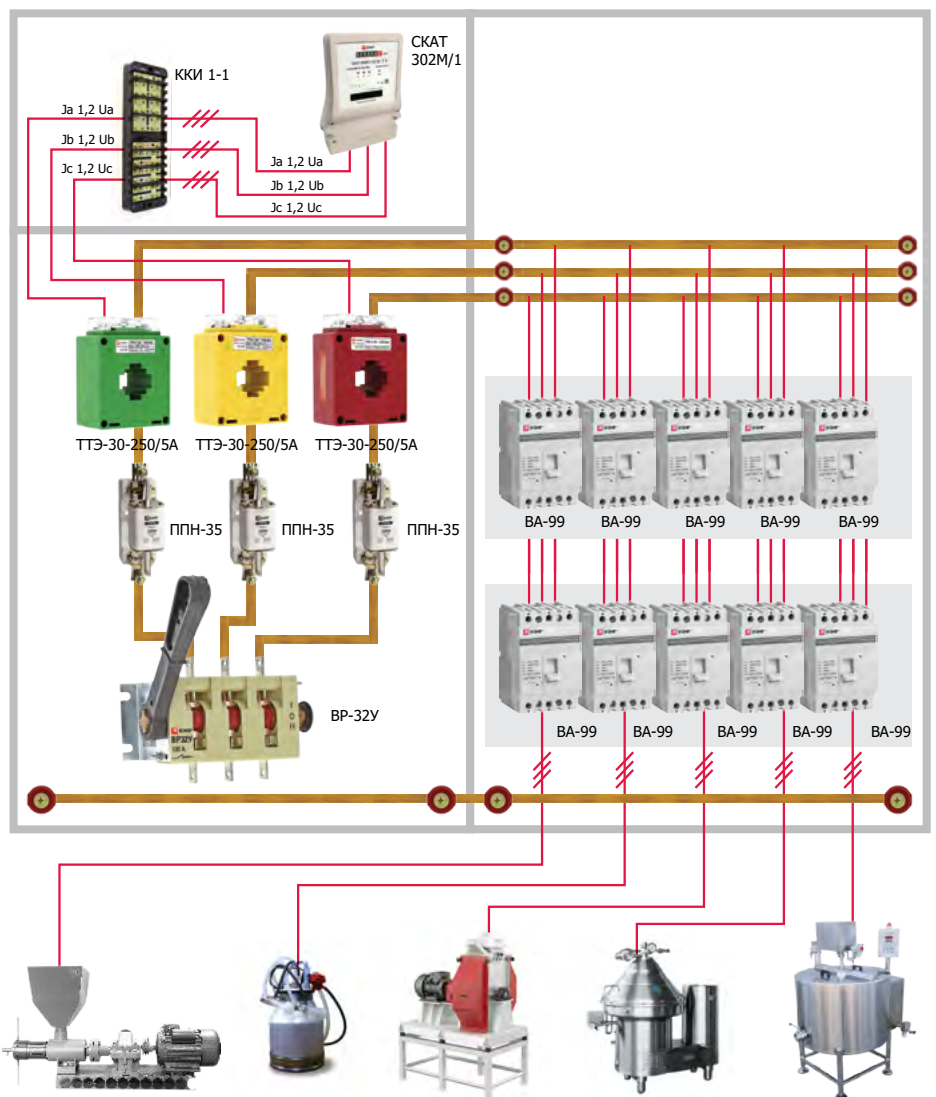 СКАТ
302М/1
ККИ 1-1
Ja 1,2 Ua
Jb 1,2 Ub
Jc 1,2 Uc
Ja 1,2 Ua
Jb 1,2 Ub
Jc 1,2 Uc
ТТЭ-30-250/5А ТТЭ-30-250/5А ТТЭ-30-250/5А
ППН-35 ППН-35 ППН-35
ВА-99 ВА-99 ВА-99 ВА-99 ВА-99
ВР-32У
ВР32У
100 А
ВА-99 ВА-99 ВА-99 ВА-99 ВА-99